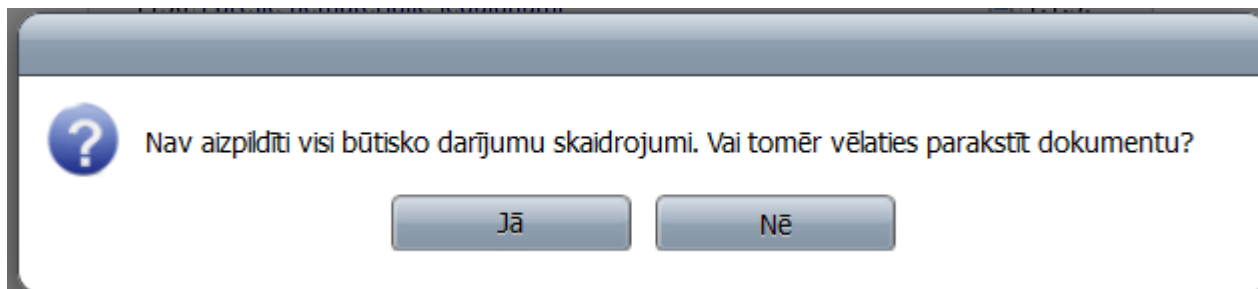 Nav aizpildīti visi būtisko darījumu skaidrojumi. Vai tomēr vēlaties parakstīt dokumentu?
Jā
Nē